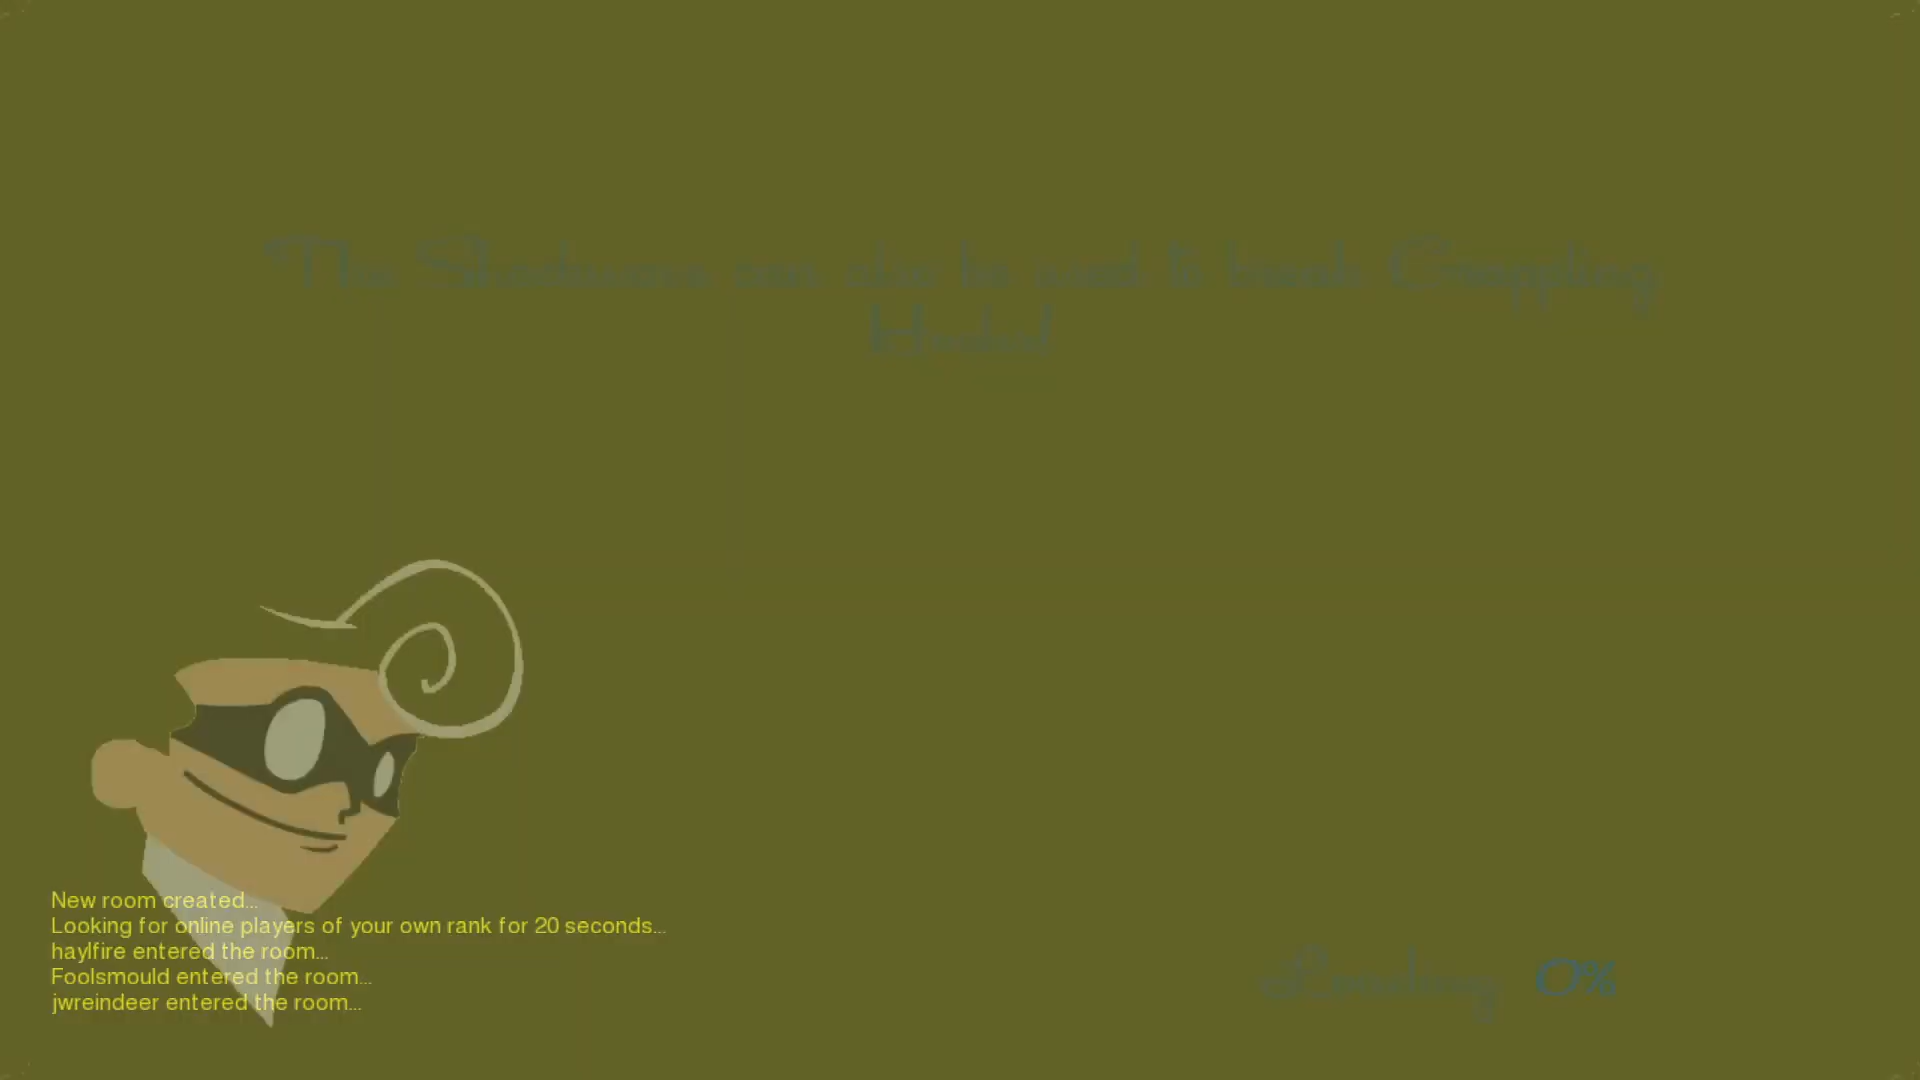 The Shockwave can also be used to break Grappling
Hooks!
New room created...
Looking for online players of your own rank for 20 seconds...
haylfire entered the room...
Foolsmould entered the room...
jwreindeer entered the room...
Loading 0%